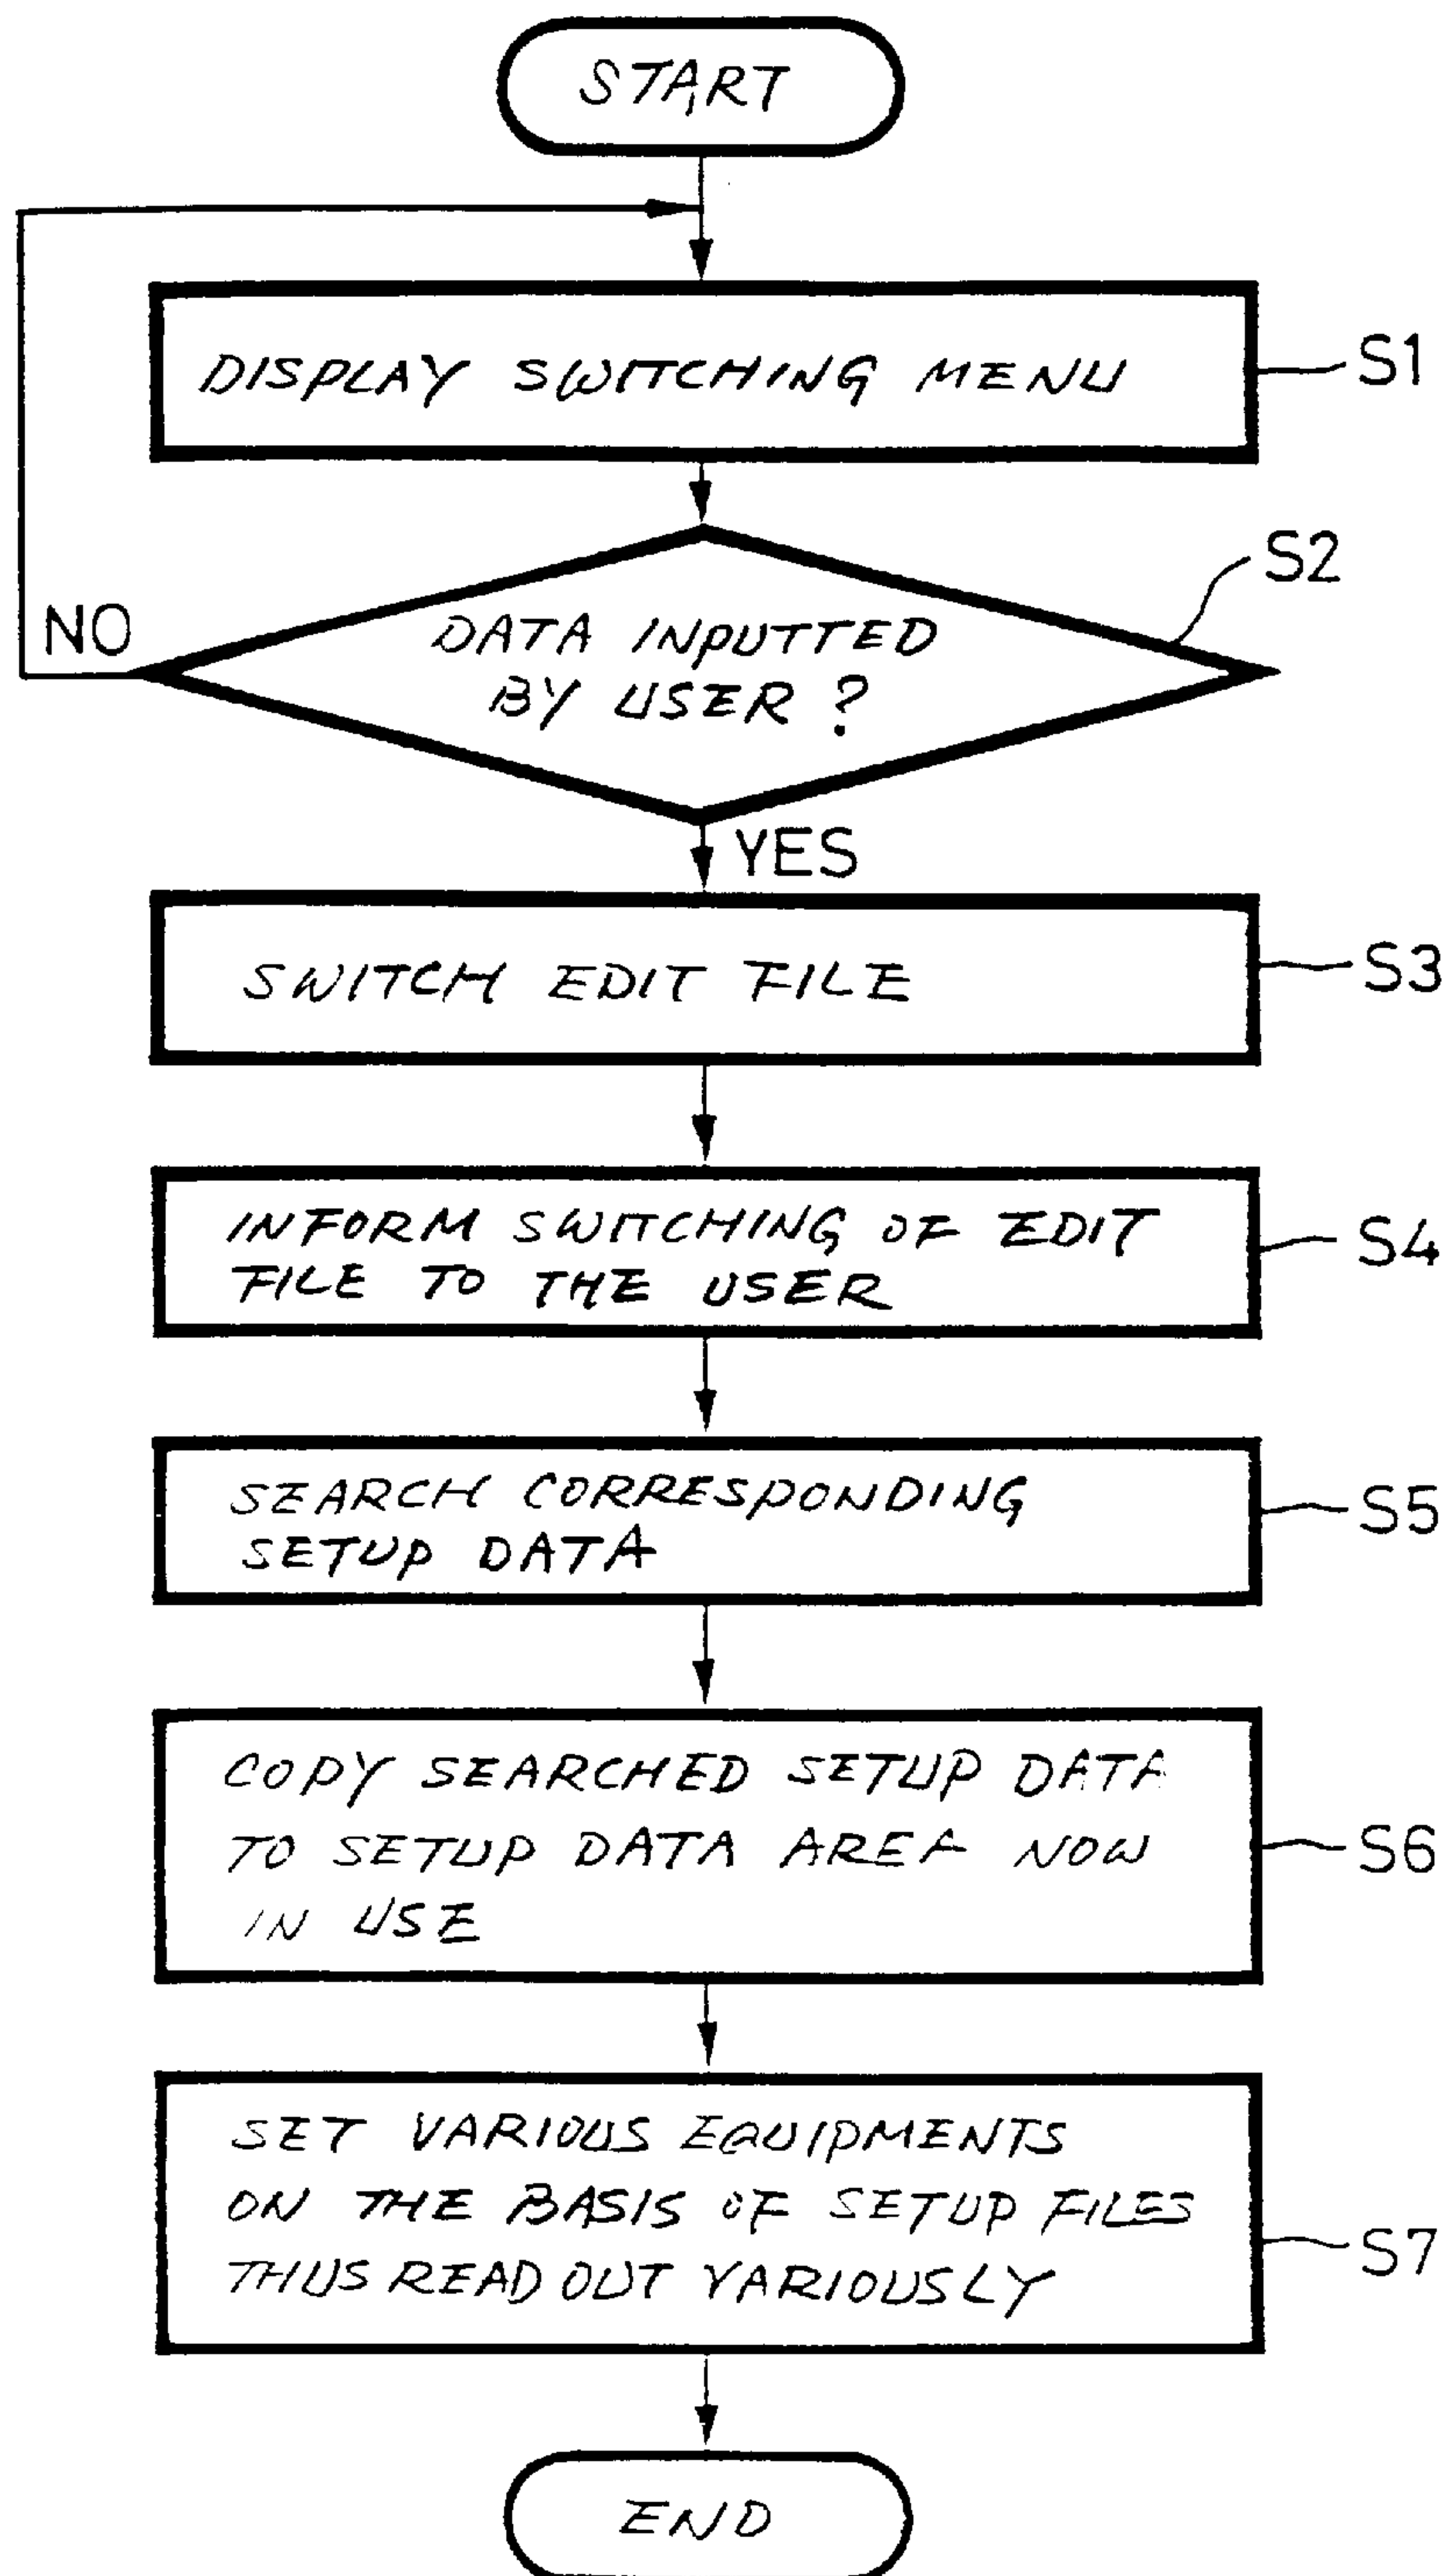 START
DISPLAY SWITCHING MENU
S1
S2
NO
DATA INPUTTED
BY USER ?
YES
SWITCH EDIT FILE
S3
INFORM SWITCHING OF EDIT
FILE TO THE USER
S4
SEARCH CORRESPONDING
SETUP DATA
S5
COPY SEARCHED SETUP DATA
TO SETUP DATA AREA NOW
IN USE
S6
SET VARIOUS EQUIPMENTS
ON THE BASIS OF SETUP FILES
THUS READ OUT VARIOUSLY
S7
END